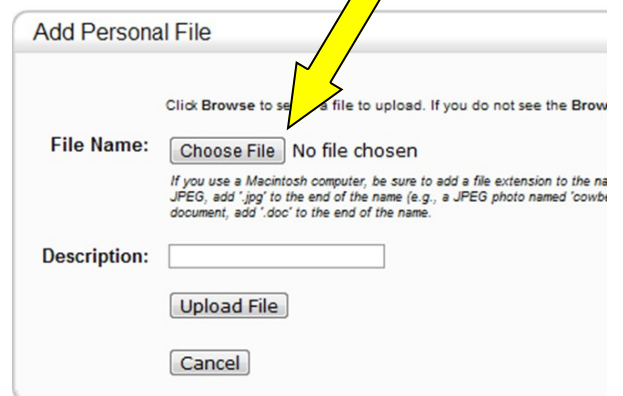 Add Personal File
Click Browse to a file to upload. If you do not see the Brow
File Name: Choose File No file chosen
If you use a Macintosh computer, be sure to add a file extension to the na
JPEG, add '.jpg' to the end of the name (e.g., a JPEG photo named 'cowbe
document, add '.doc' to the end of the name.
Description:
Upload File
Cancel